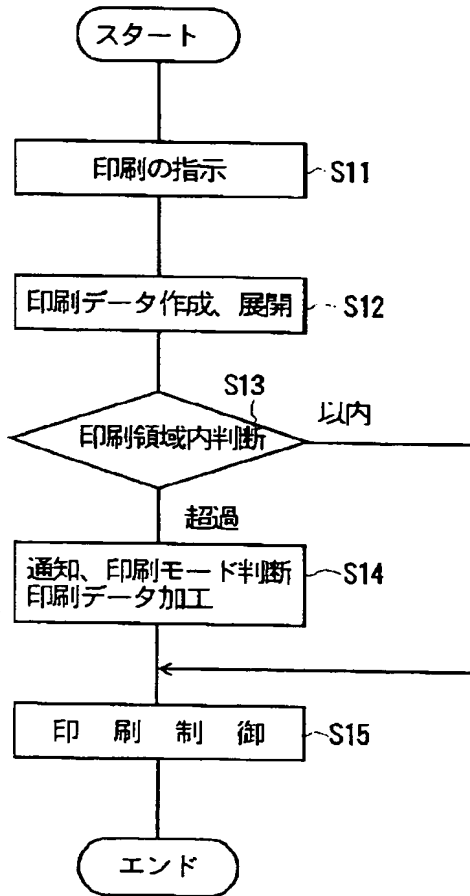 スタート
印刷の指示
S11
印刷データ作成、展開
S12
S13
以内
印刷領域内判断
超過
通知、印刷モード判断
印刷データ加工
S14
印 刷 制 御
S15
エンド